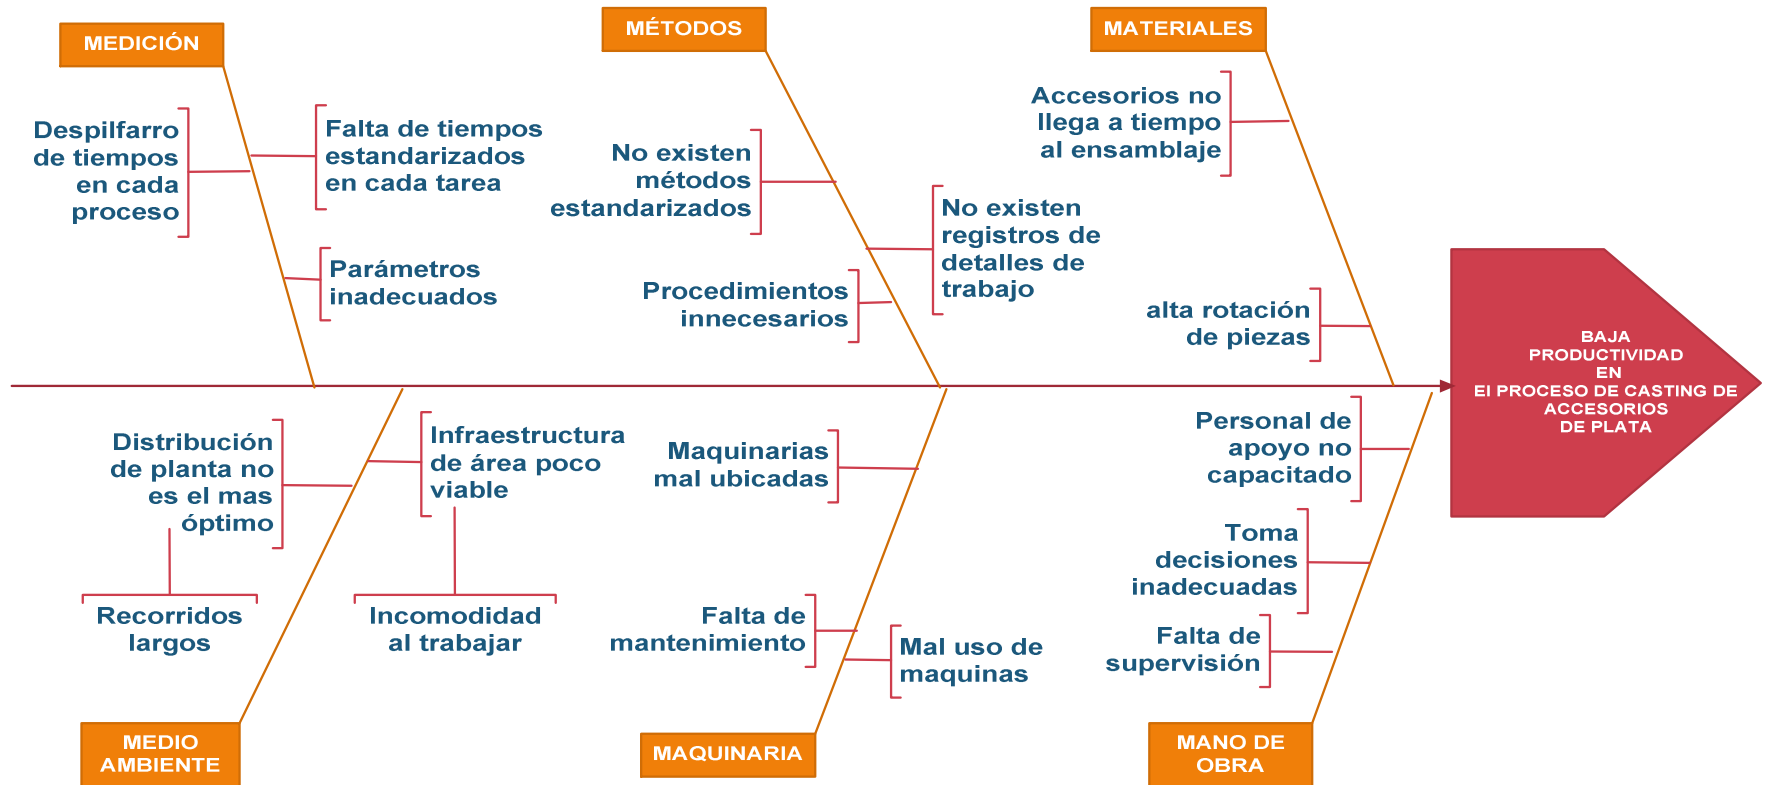 MEDICIÓN
Despilfarro
de tiempos
en cada
proceso
Falta de tiempos
estandarizados
en cada tarea
Parámetros
inadecuados
MÉTODOS
No existen
métodos
estandarizados
No existen
registros de
detalles de
trabajo
Procedimientos
innecesarios
MATERIALES
Accesorios no
llega a tiempo
al ensamblaje
alta rotación
de piezas
BAJA
PRODUCTIVIDAD
EN
El PROCESO DE CASTING DE
ACCESORIOS
DE PLATA
Distribución
de planta no
es el mas
óptimo
Recorridos
largos
Infraestructura
de área poco
viable
Incomodidad
al trabajar
MEDIO
AMBIENTE
Maquinarias
mal ubicadas
Falta de
mantenimiento
Mal uso de
maquinas
MAQUINARIA
Personal de
apoyo no
capacitado
Toma
decisiones
inadecuadas
Falta de
supervisión
MANO DE
OBRA